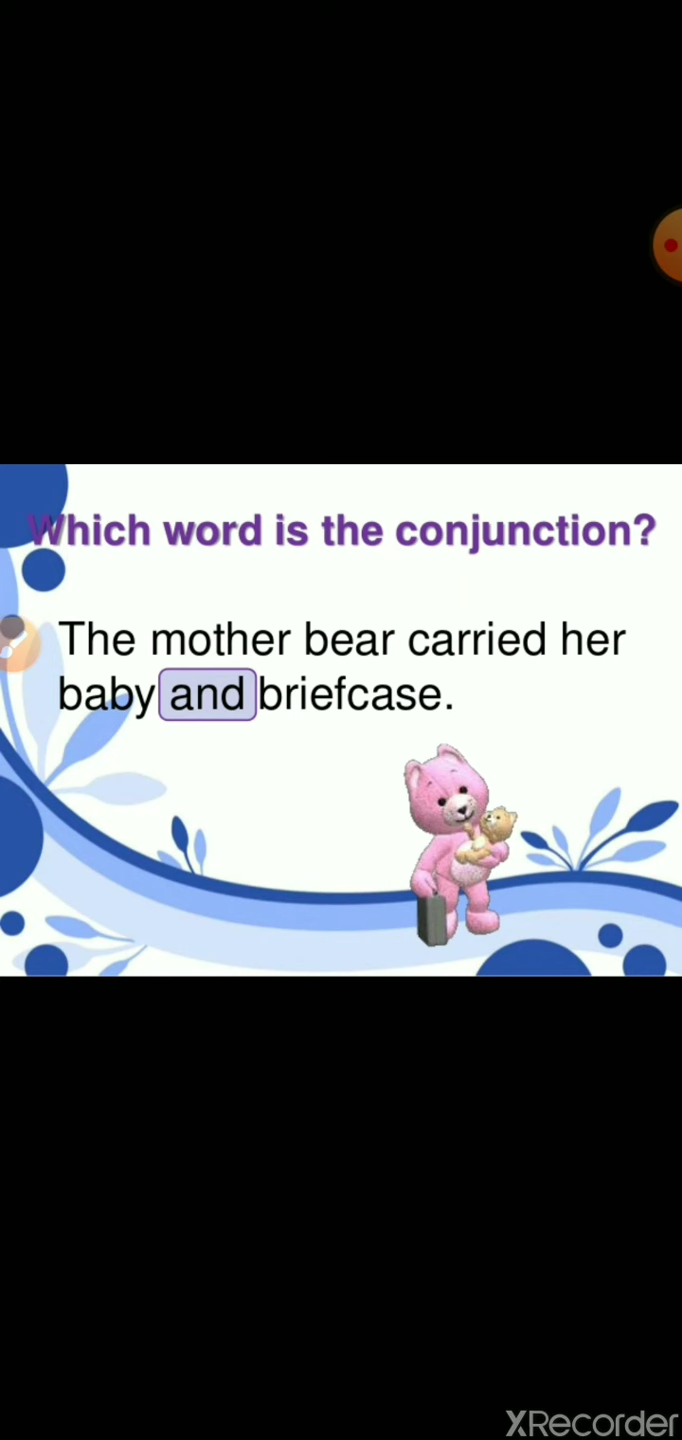 Which word is the conjunction?
The mother bear carried her
baby and briefcase.
XRecorder